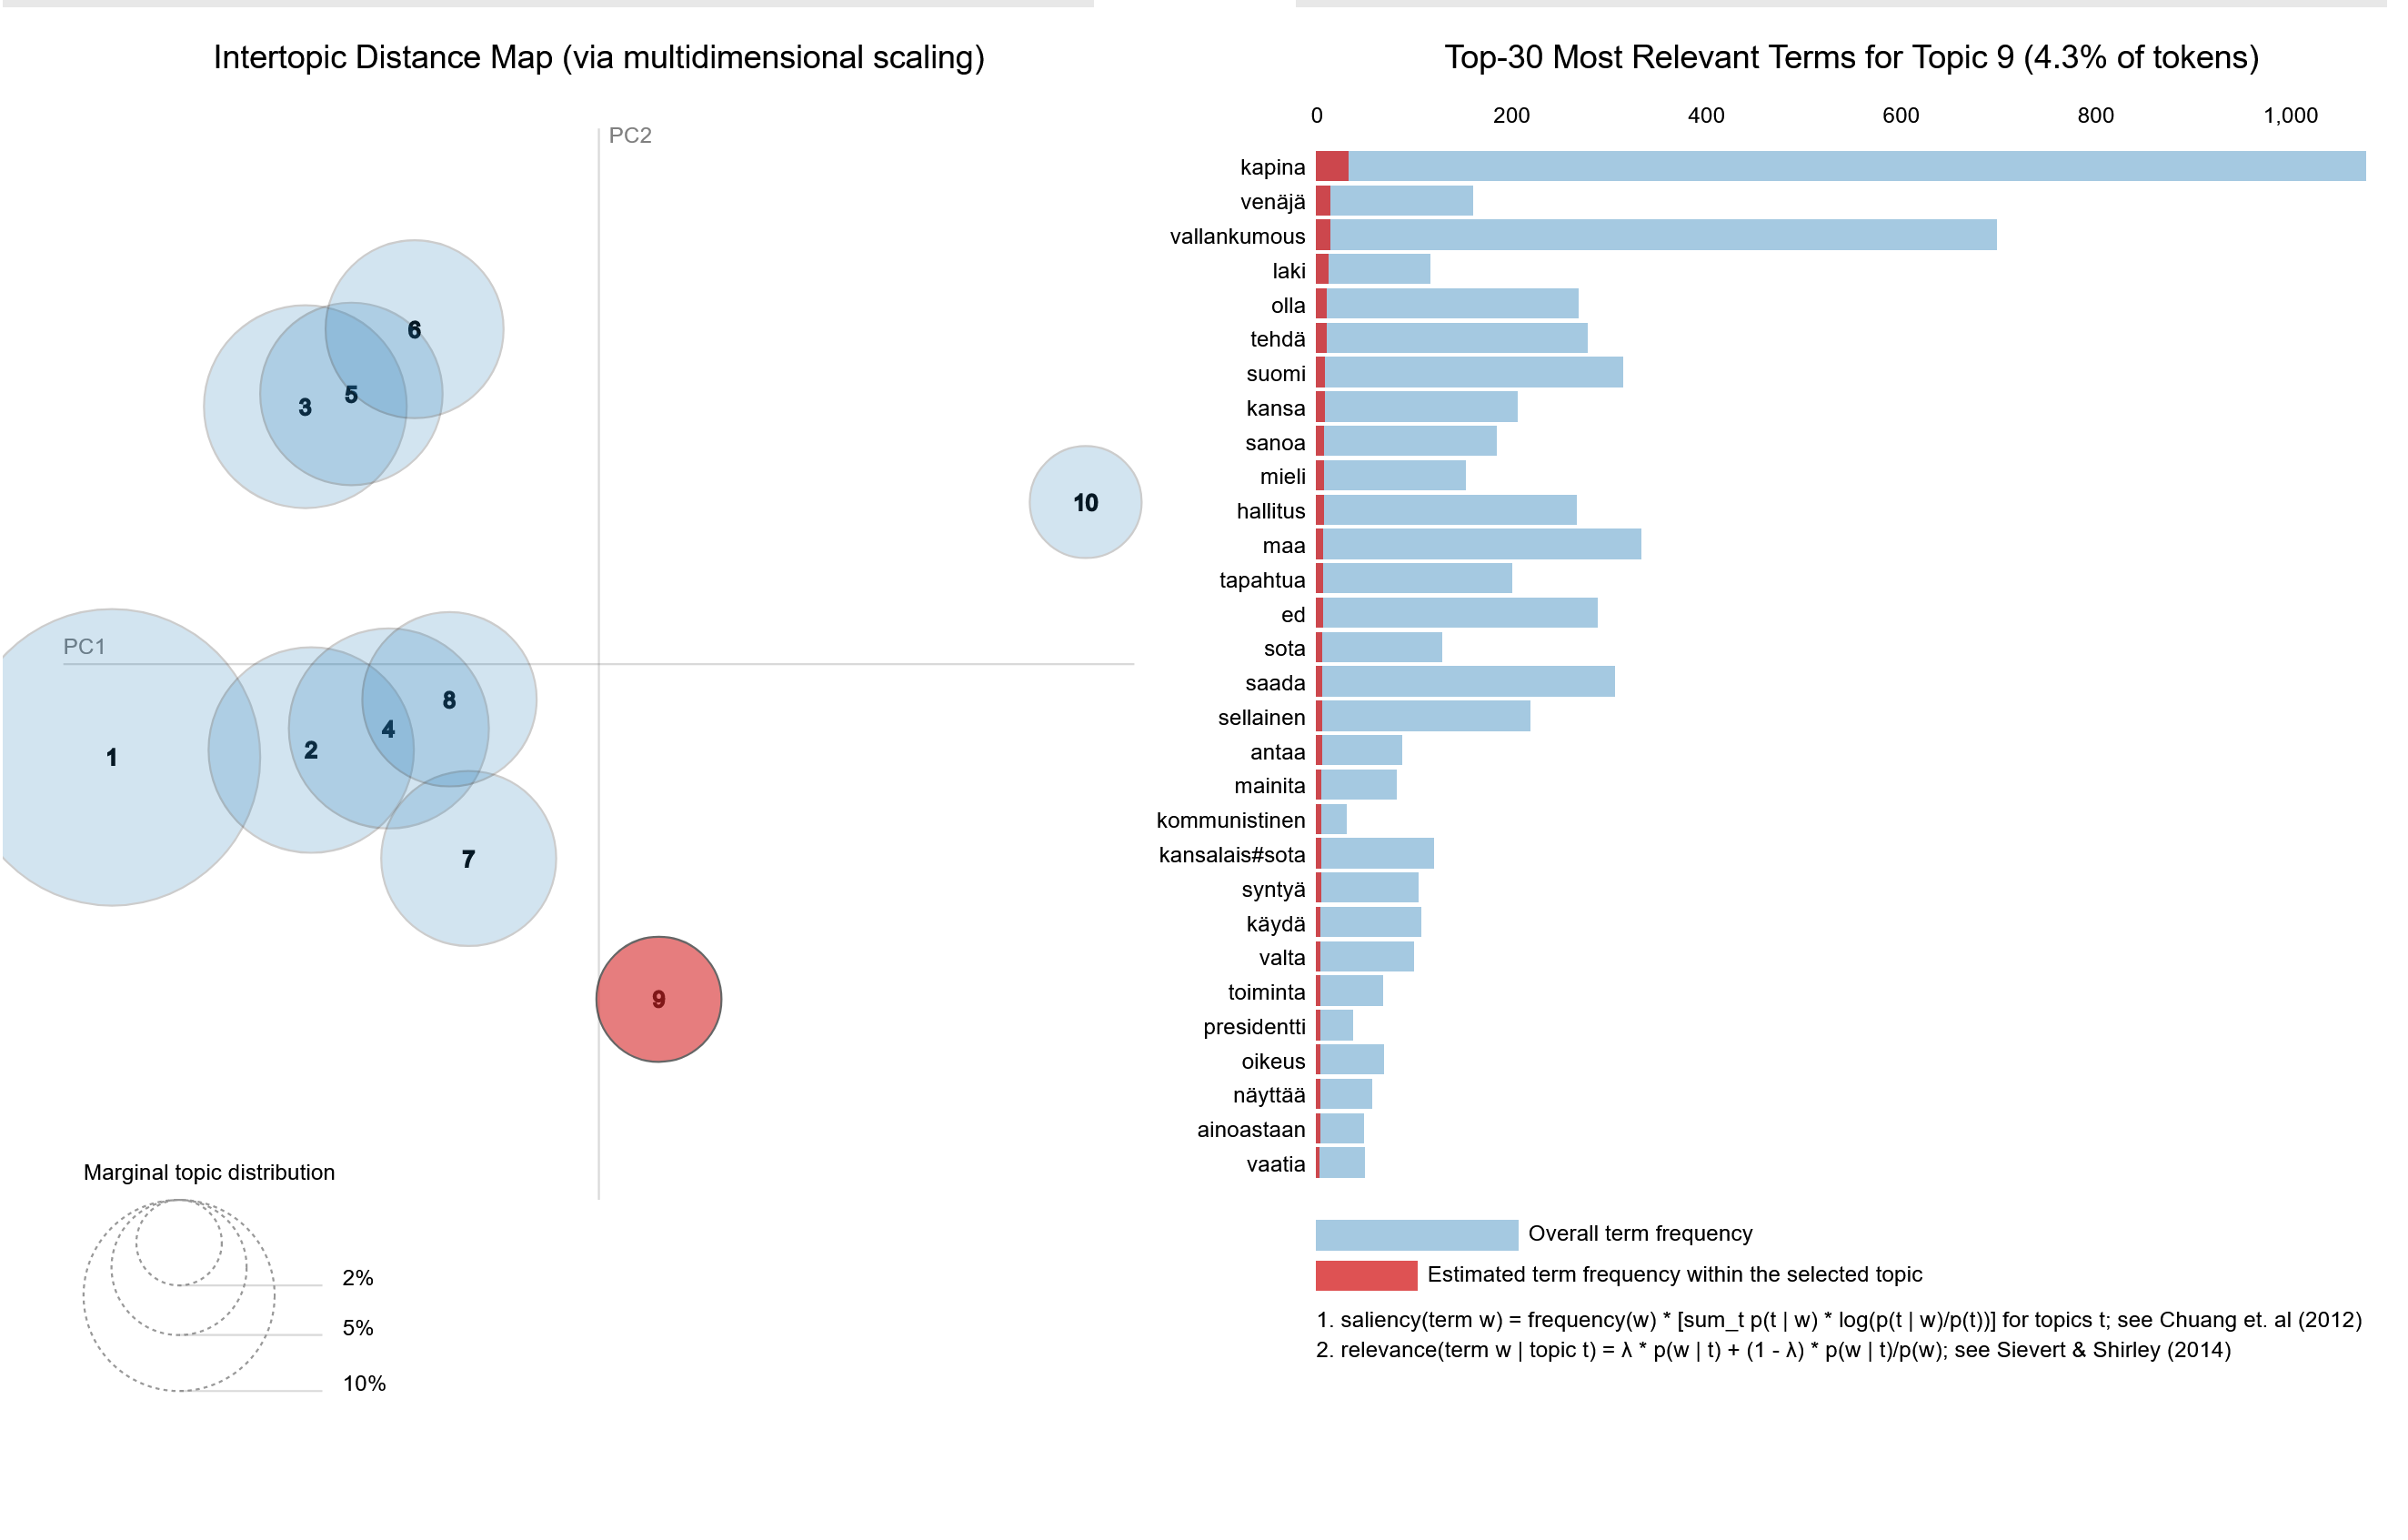 Intertopic Distance Map (via multidimensional scaling)
PC2
PC1
6
5
3
10
8
4
2
1
7
9
Marginal topic distribution
2%
5%
10%
Top-30 Most Relevant Terms for Topic 9 (4.3% of tokens)
0 200 400 600 800 1,000
kapina
venäjä
vallankumous
laki
olla
tehdä
suomi
kansa
sanoa
mieli
hallitus
maa
tapahtua
ed
sota
saada
sellainen
antaa
mainita
kommunistinen
kansalais#sota
syntyä
käydä
valta
toiminta
presidentti
oikeus
näyttää
ainoastaan
vaatia
Overall term frequency
Estimated term frequency within the selected topic
1. saliency(term w) = frequency(w) * [sum_t p(t | w) * log(p(t | w)/p(t))] for topics t; see Chuang et. al (2012)
2. relevance(term w | topic t) = λ * p(w | t) + (1 - λ) * p(w | t)/p(w); see Sievert & Shirley (2014)